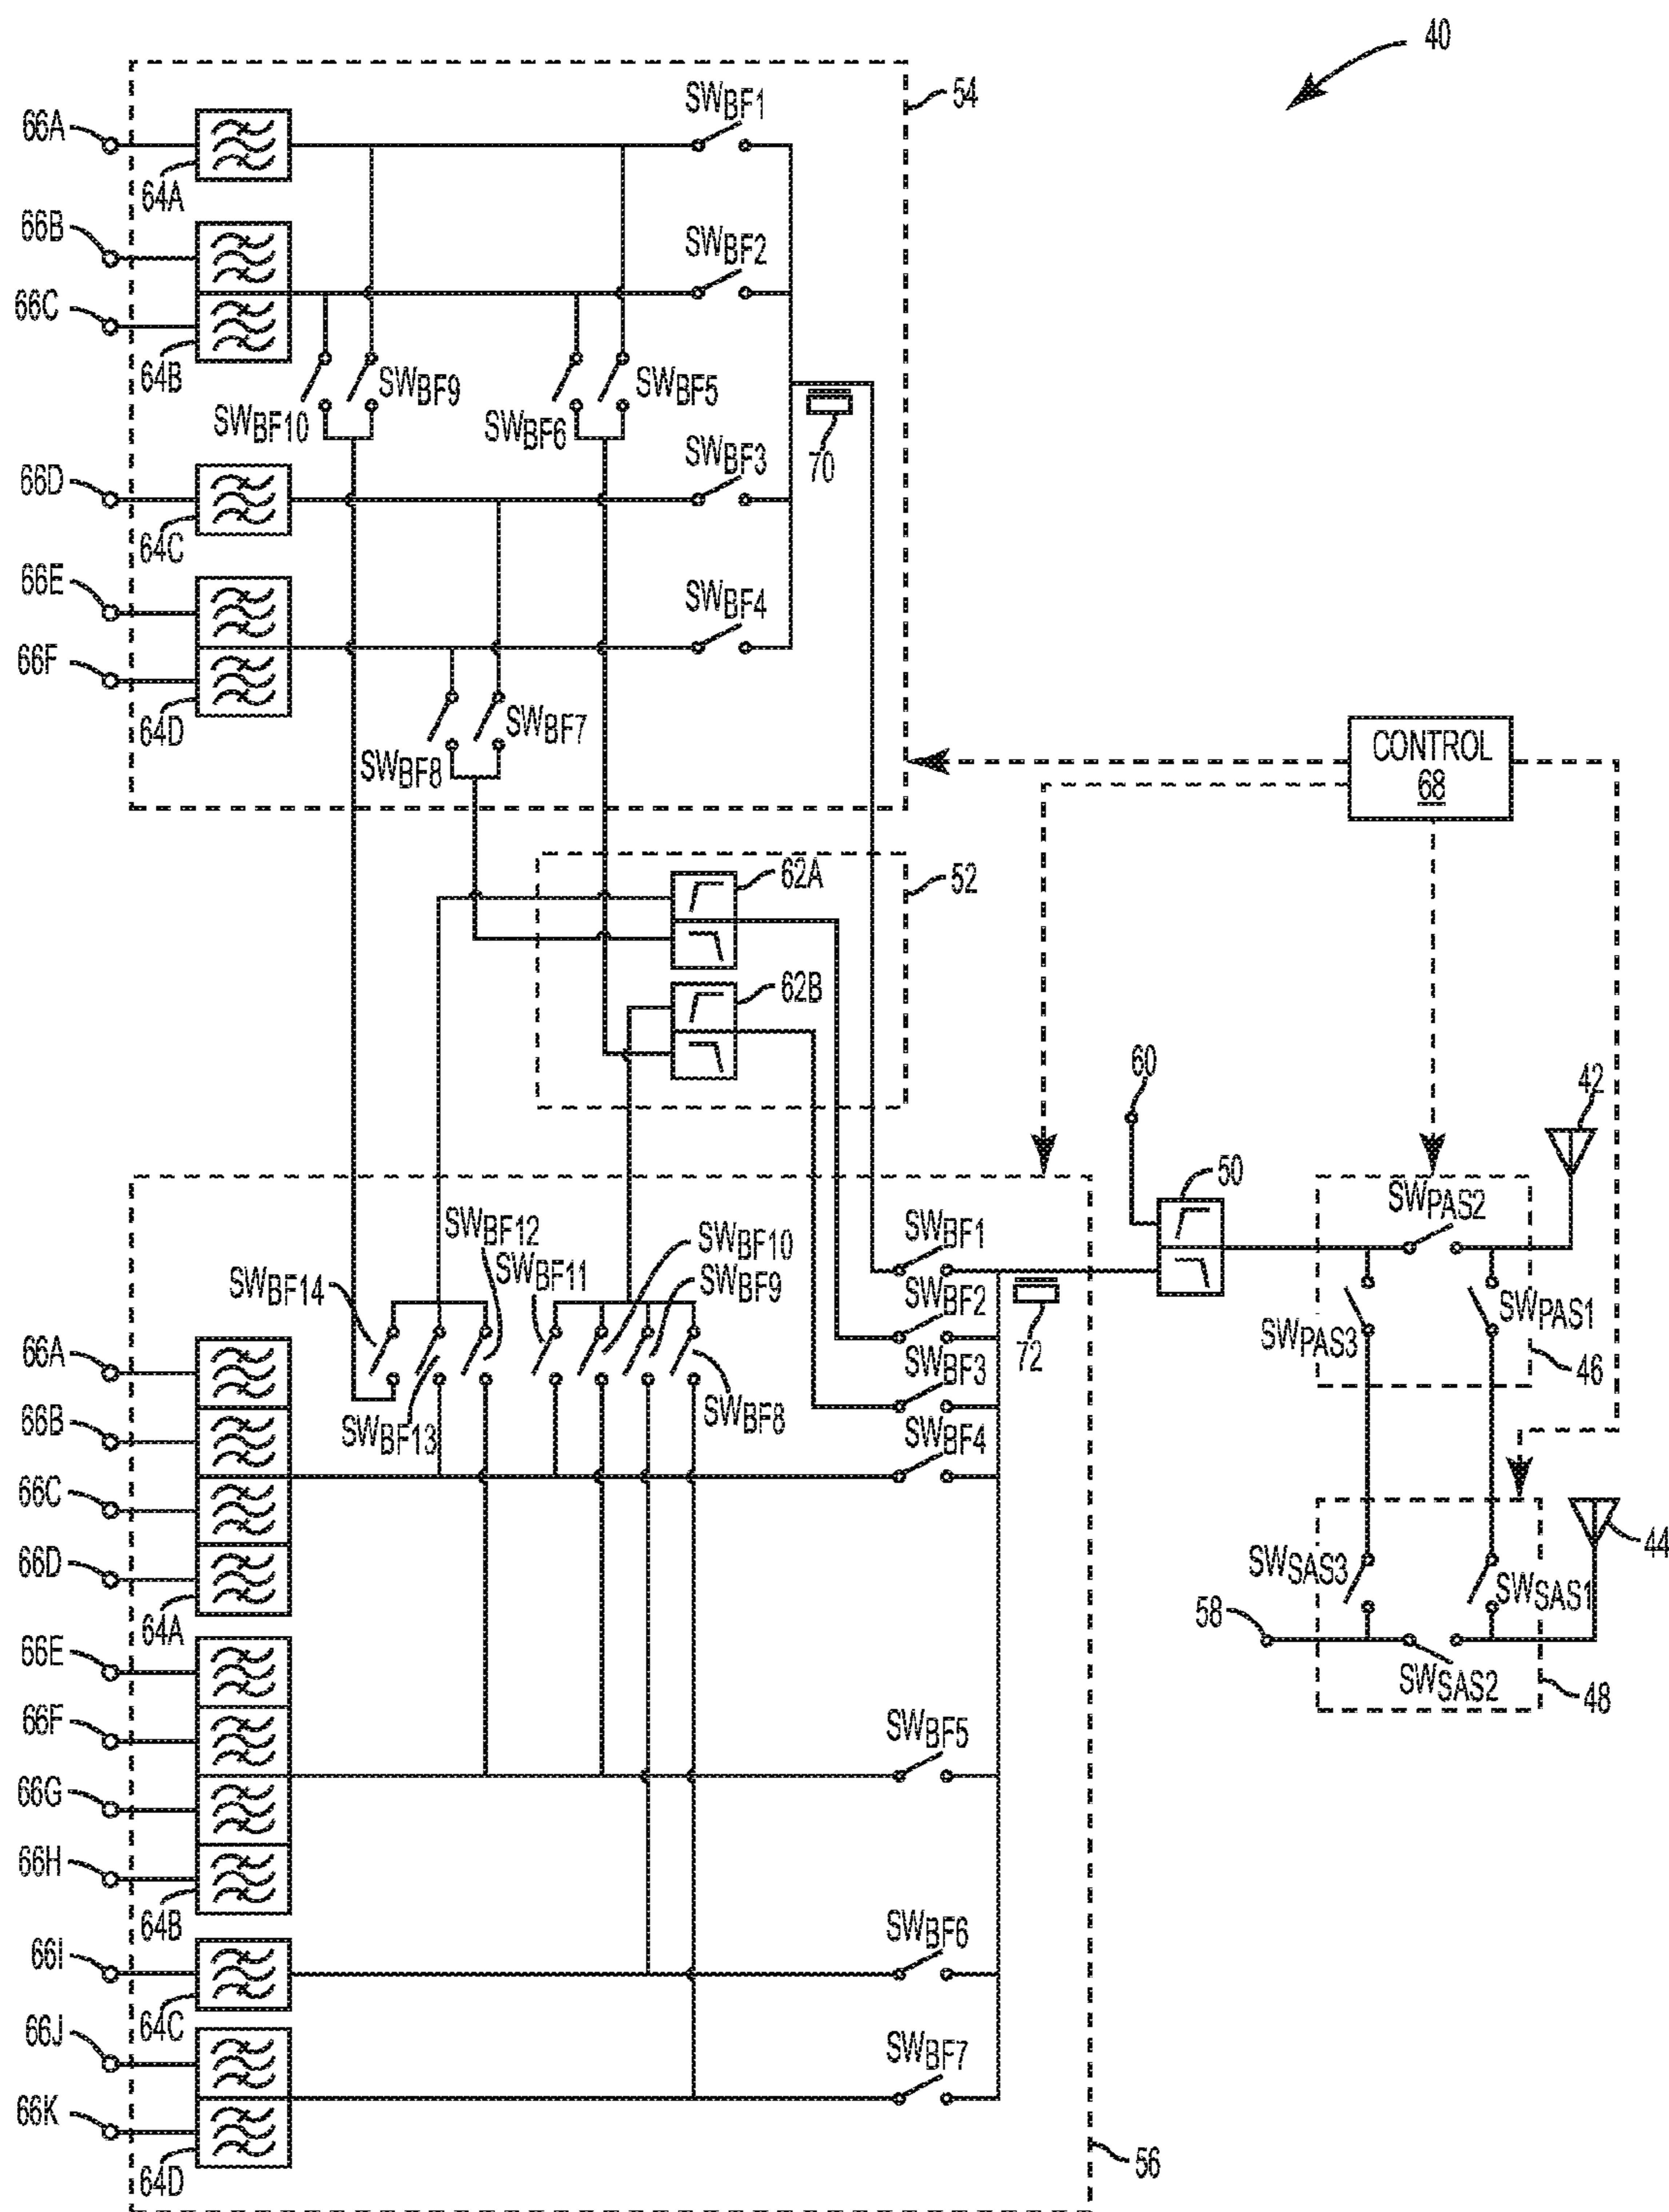 40
54
66A
SWBF1
64A
66B
SWBF2
66C
64B
SWBF9
SWBF5
SWBF10
SWBF6
70
66D
SWBF3
64C
66E
SWBF4
66F
64D
SWBF7
SWBF8
CONTROL
68
62A
52
62B
60
42
50
SWPAS2
SWBF12
SWBF11
SWBF10
SWBF9
SWBF1
SWBF14
SWBF2
72
SWPAS3
SWPAS1
46
66A
SWBF3
SWBF13
SWBF8
66B
SWBF4
66C
66D
64A
SWSAS3
SWSAS1
44
58
SWSAS2
48
66E
66F
SWBF5
66G
66H
64B
66I
SWBF6
64C
66J
SWBF7
66K
56
64D